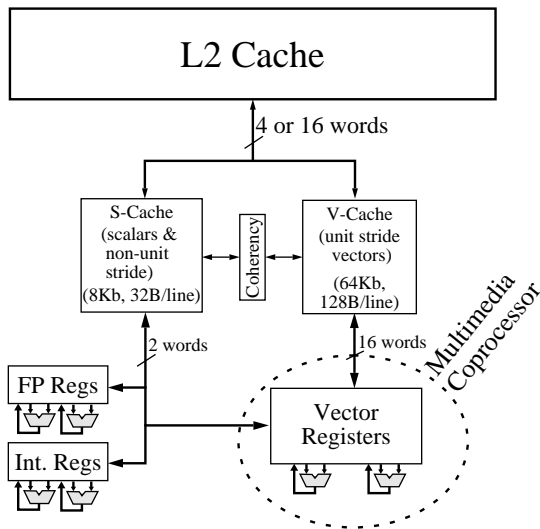 L2 Cache
4 or 16 words
S-Cache
(scalars &
non-unit
stride)
(8Kb, 32B/line)
Coherency
V-Cache
(unit stride
vectors)
(64Kb,
128B/line)
2 words
16 words
Multimedia
Coprocessor
FP Regs
Vector
Registers
Int. Regs